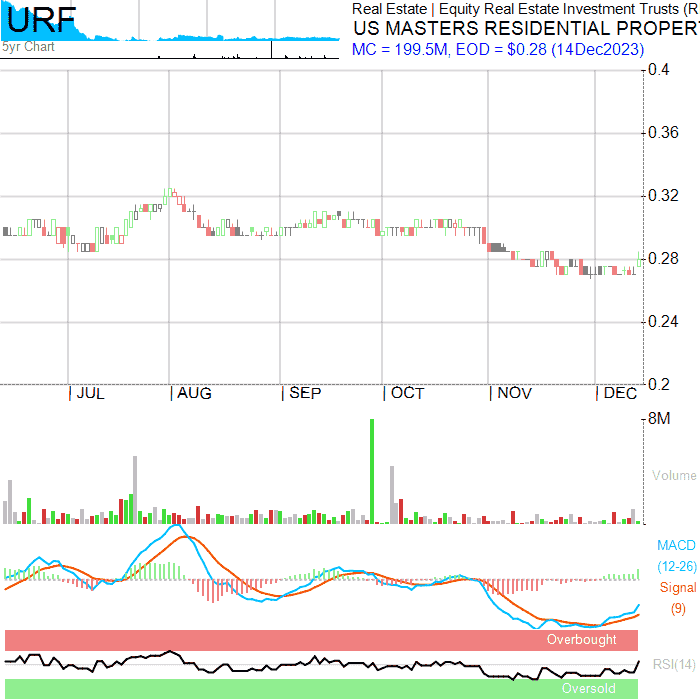 URF
5yr Chart
Real Estate | Equity Real Estate Investment Trusts (R
US MASTERS RESIDENTIAL PROPER
MC = 199.5M, EOD = $0.28 (14Dec2023)
0.4
0.36
0.32
0.28
0.24
0.2
JUL
AUG
SEP
OCT
NOV
DEC
8M
Volume
MACD
(12-26)
Signal
(9)
Overbought
RSI(14)
Oversold